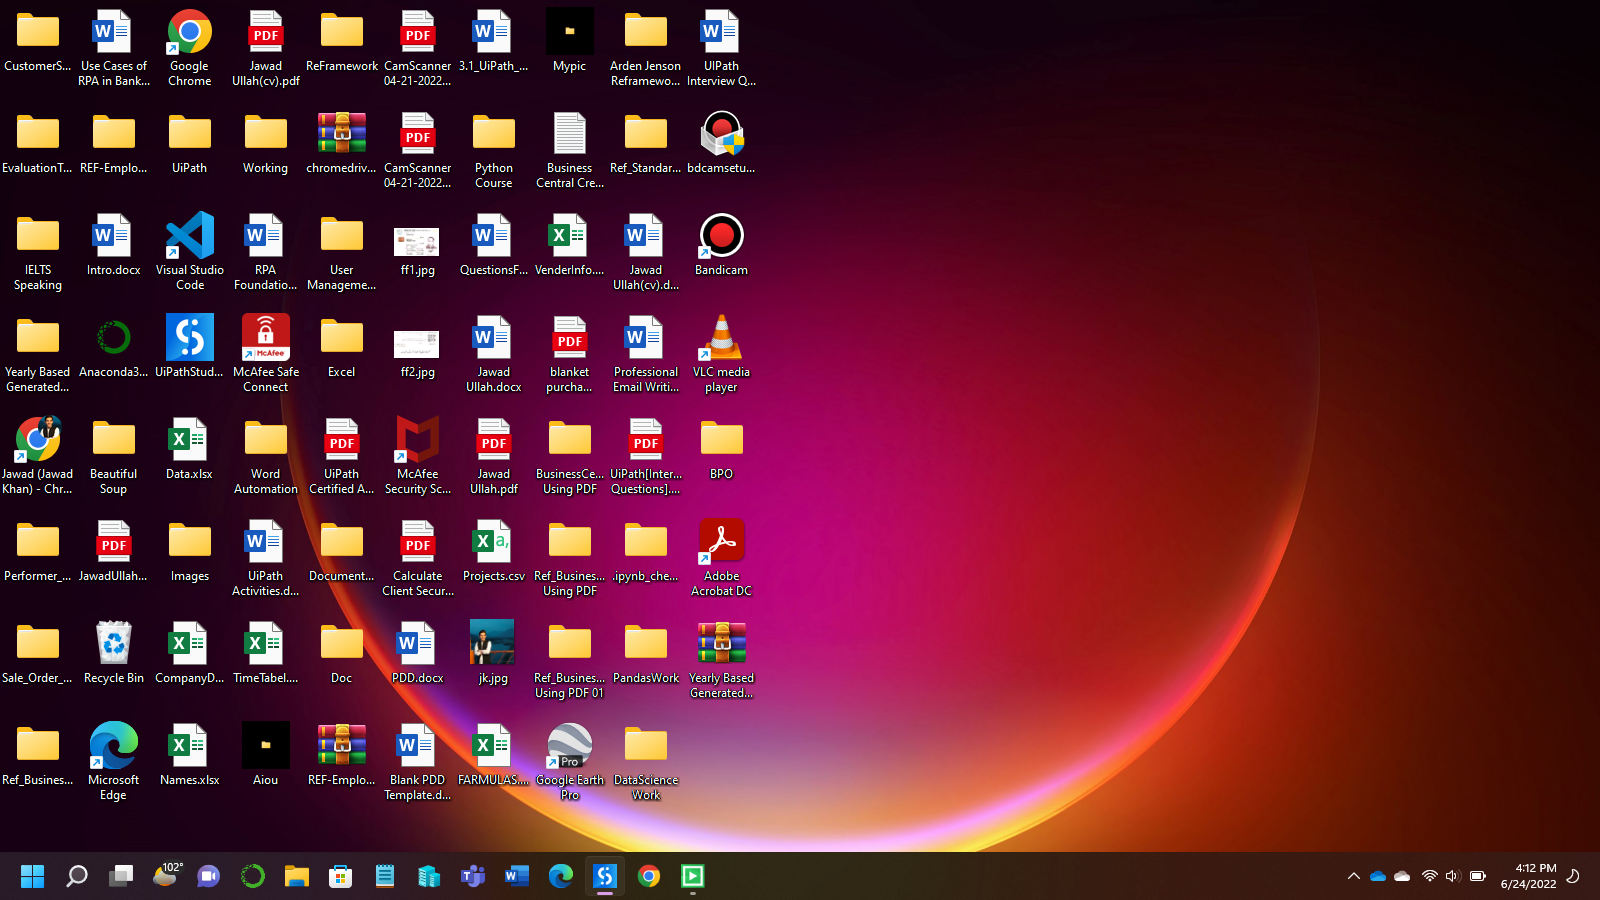 CustomerS...
Use Cases of
RPA in Bank...
Google
Chrome
Jawad
Ullah(cv).pdf
ReFramework
CamScanner
04-21-2022...
3.1_UiPath_...
Mypic
Arden Jenson
Reframewo...
UIPath
Interview Q...
EvaluationT...
REF-Emplo...
UiPath
Working
chromedriv...
CamScanner
04-21-2022...
Python
Course
Business
Central Cre...
Ref_Standar...
bdcamsetu...
IELTS
Speaking
Intro.docx
Visual Studio
Code
RPA
Foundatio...
User
Manageme...
ff1.jpg
QuestionsF...
VenderInfo....
Jawad
Ullah(cv).d...
Bandicam
Yearly Based
Generated...
Anaconda3...
UiPathStud...
McAfee
McAfee Safe
Connect
Excel
ff2.jpg
Jawad
Ullah.docx
blanket
purcha...
Professional
Email Writi...
VLC media
player
Jawad (Jawad
Khan) - Chr...
Beautiful
Soup
Data.xlsx
Word
Automation
UiPath
Certified A...
McAfee
Security Sc...
Jawad
Ullah.pdf
BusinessCe...
Using PDF
UiPath[Inter...
Questions]....
BPO
Performer_...
JawadUllah...
Images
UiPath
Activities.d...
Document...
Calculate
Client Secur...
Projects.csv
Ref_Busines...
Using PDF
.ipynb_che...
Adobe
Acrobat DC
Sale_Order_...
Recycle Bin
CompanyD...
TimeTabel....
Doc
PDD.docx
jk.jpg
Ref_Busines...
Using PDF 01
PandasWork
Yearly Based
Generated...
Ref_Busines...
Microsoft
Edge
Names.xlsx
Aiou
REF-Emplo...
Blank PDD
Template.d...
FARMULAS....
Pro
Google Earth
Pro
DataScience
Work
102°
4:12 PM
6/24/2022